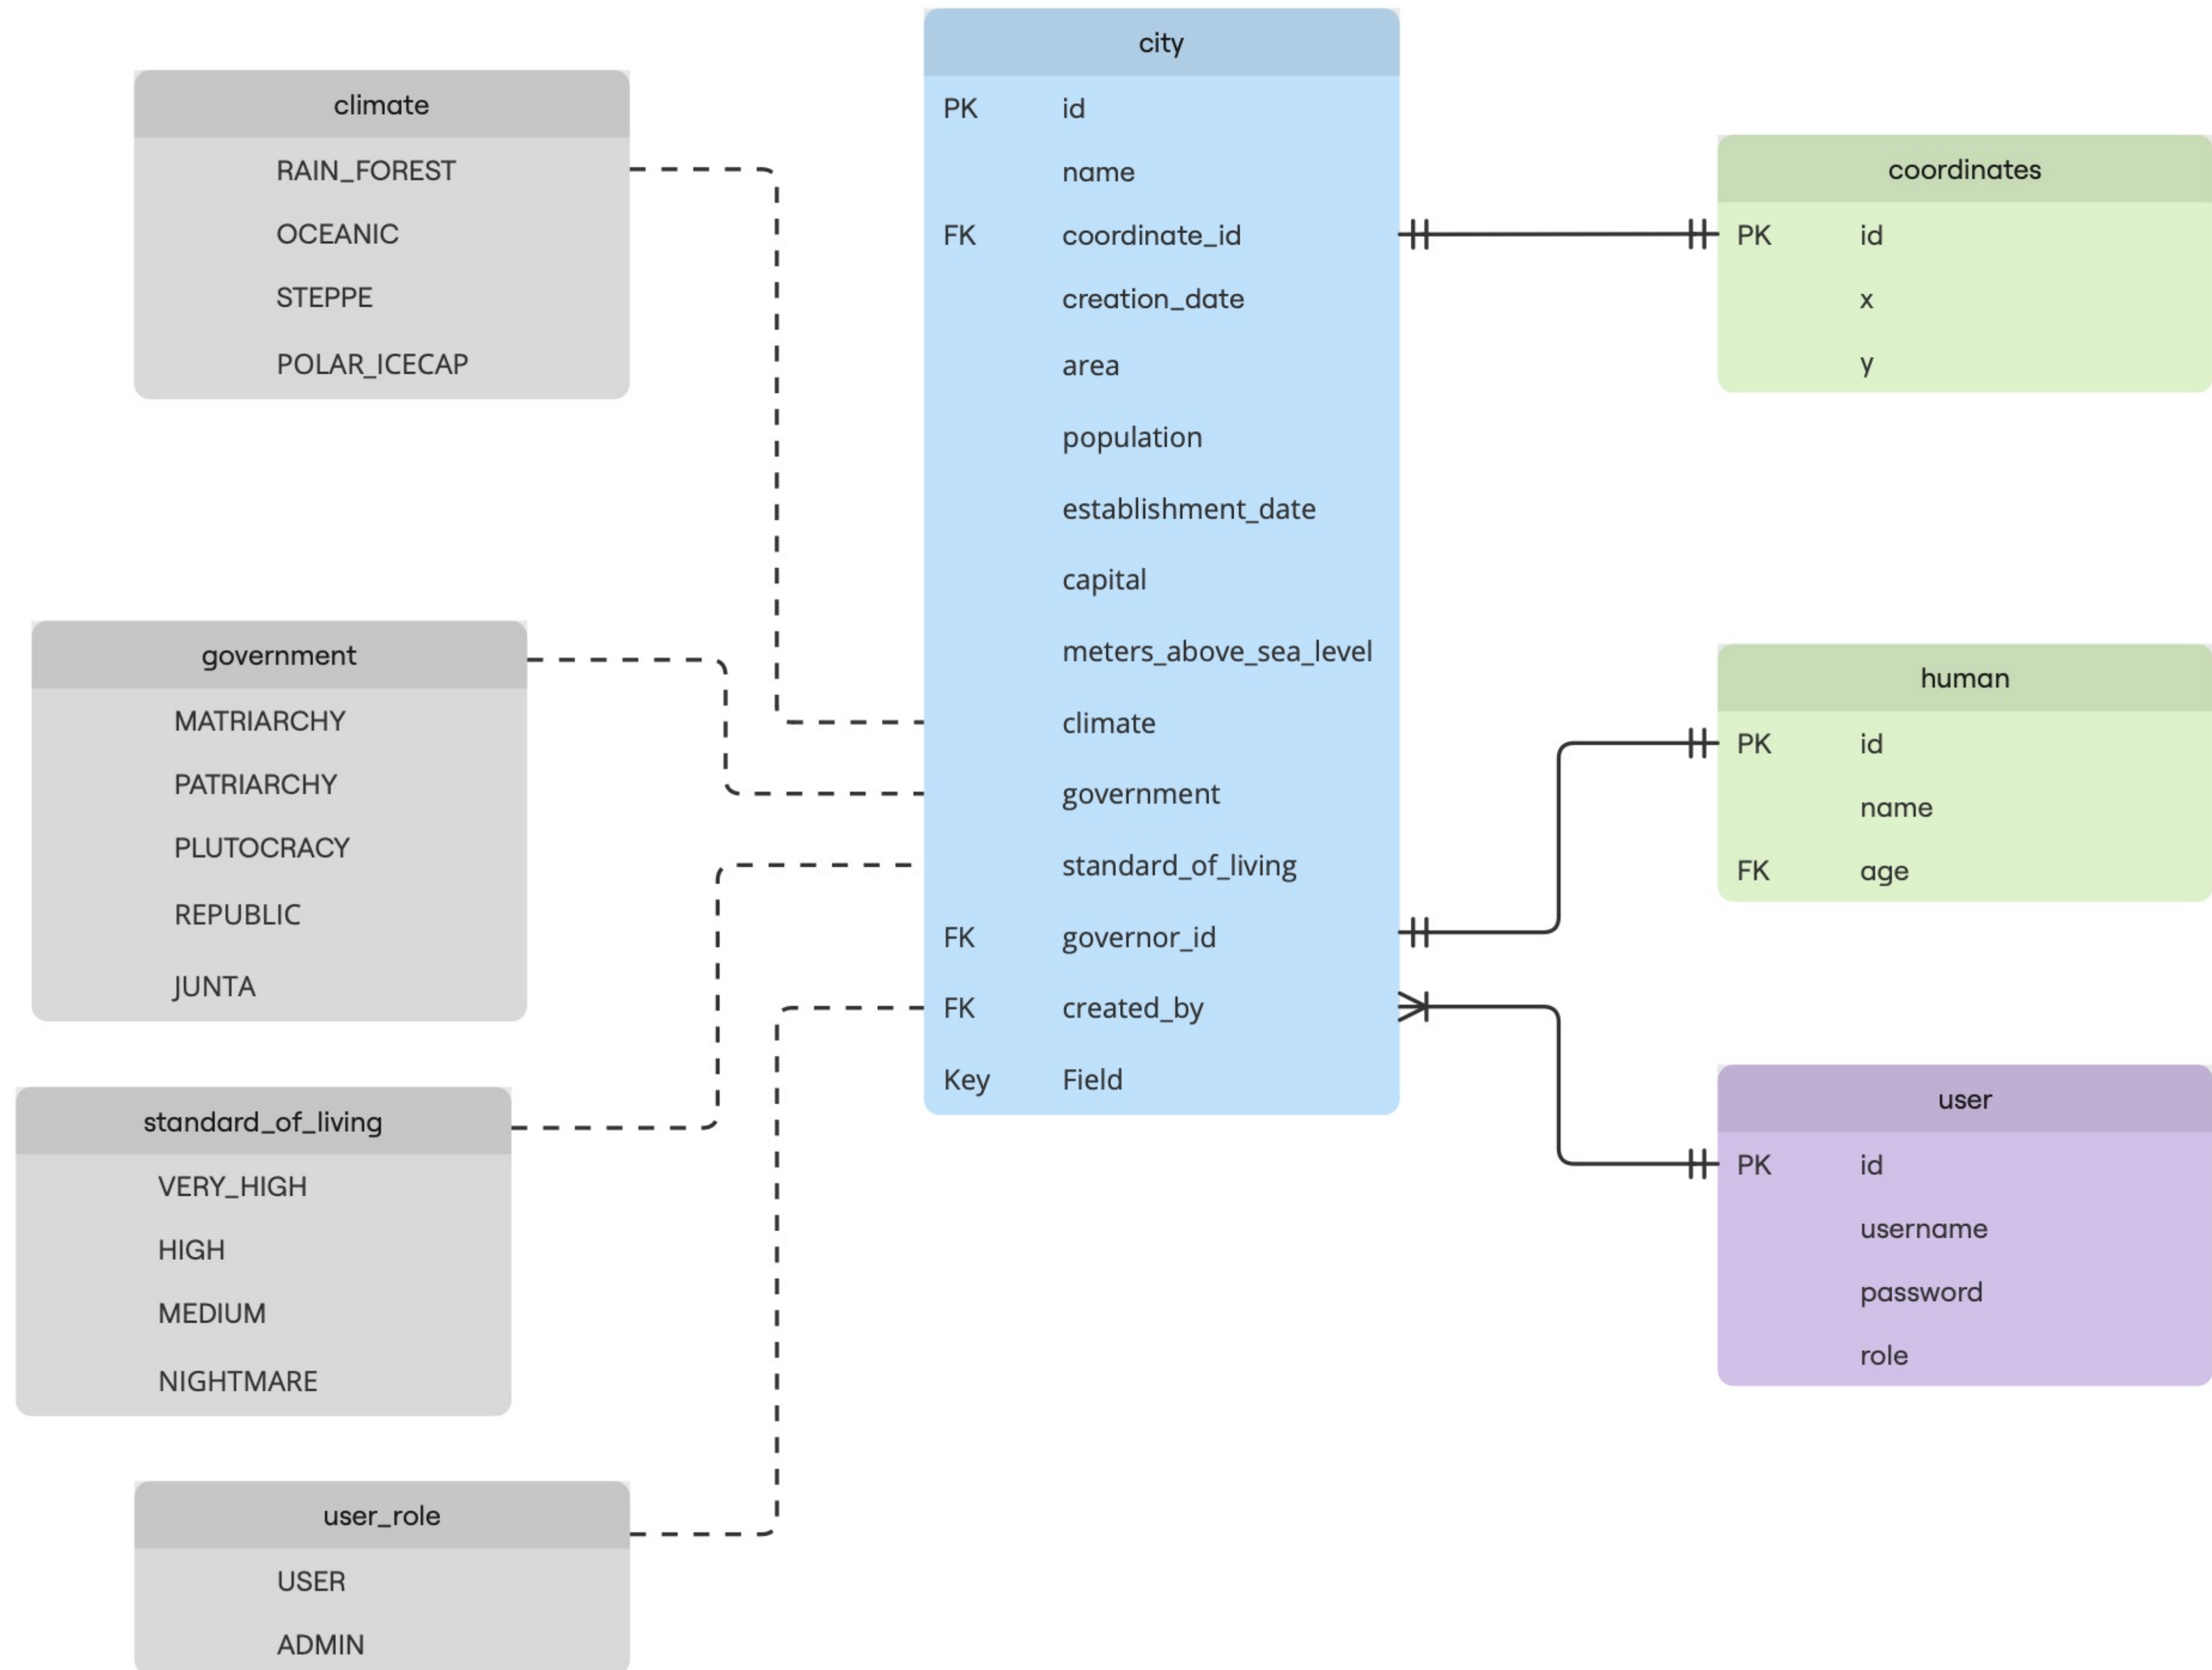 climate
RAIN_FOREST
OCEANIC
STEPPE
POLAR_ICECAP
government
MATRIARCHY
PATRIARCHY
PLUTOCRACY
REPUBLIC
JUNTA
standard_of_living
VERY_HIGH
HIGH
MEDIUM
NIGHTMARE
user_role
USER
ADMIN
city
PK id
name
FK coordinate_id
creation_date
area
population
establishment_date
capital
meters_above_sea_level
climate
government
standard_of_living
FK governor_id
FK created_by
Key Field
coordinates
PK id
x
y
human
PK id
name
FK age
user
PK id
username
password
role